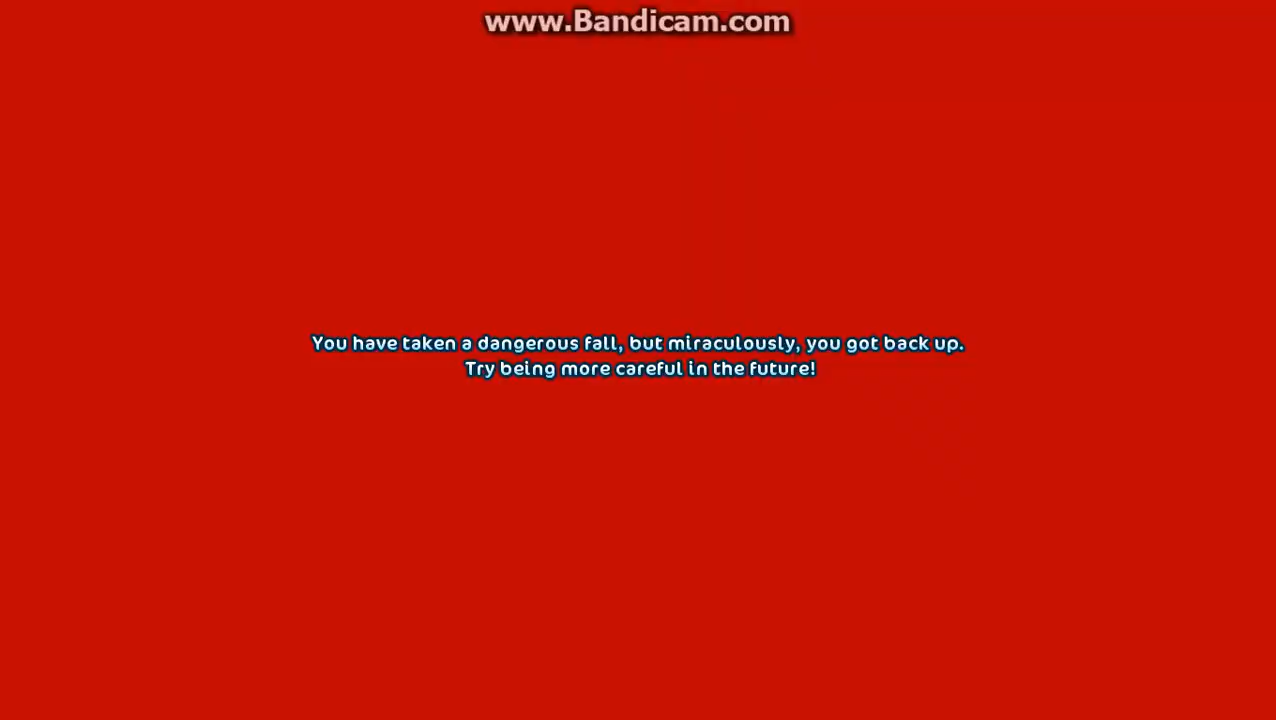 www.Bandicam.com
You have taken a dangerous fall, but miraculously, you got back up.
Try being more careful in the future!